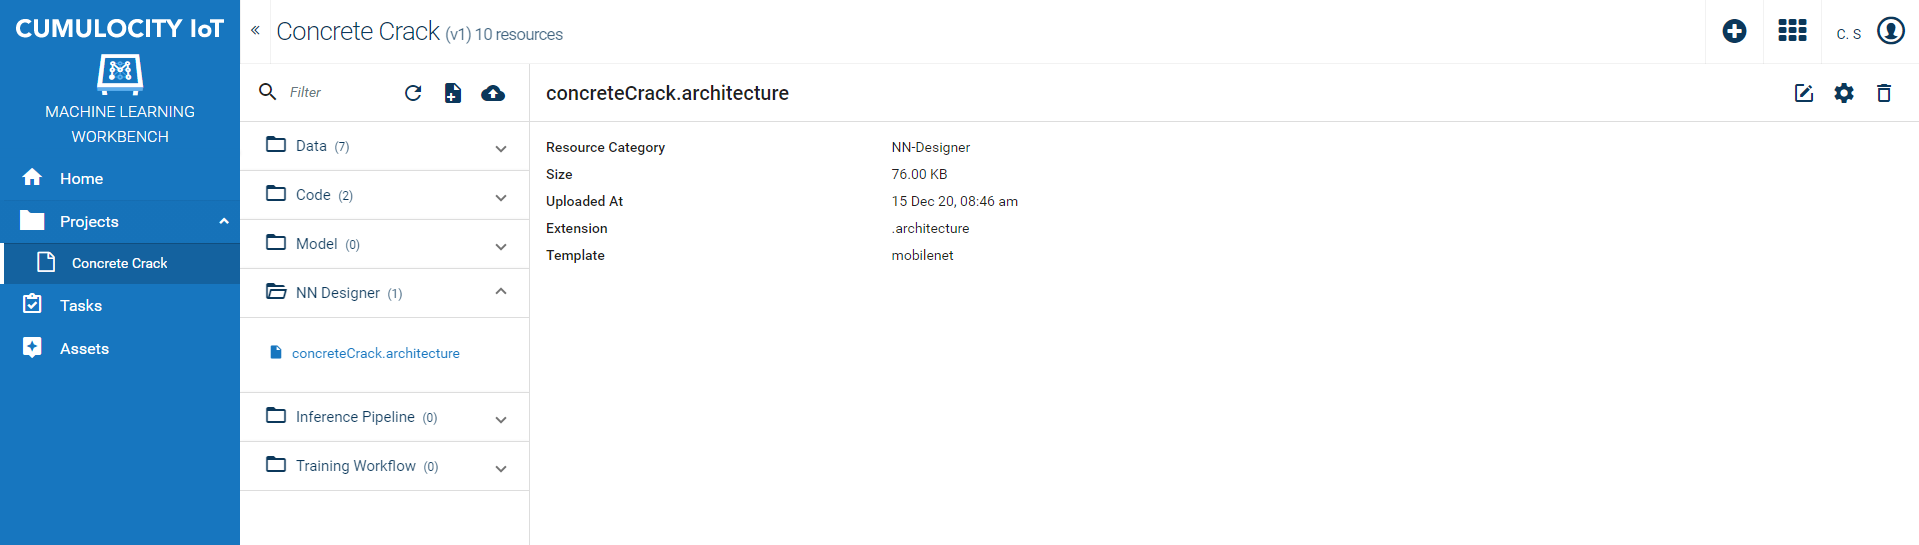 CUMULOCITY IoT
MACHINE LEARNING
WORKBENCH
Home
Projects
Concrete Crack
Tasks
Assets
Concrete Crack (v1) 10 resources
C. S
Filter
Data (7)
Code (2)
Model (0)
NN Designer (1)
concreteCrack.architecture
Inference Pipeline (0)
Training Workflow (0)
concreteCrack.architecture
Resource Category NN-Designer
Size 76.00 KB
Uploaded At 15 Dec 20, 08:46 am
Extension .architecture
Template mobilenet